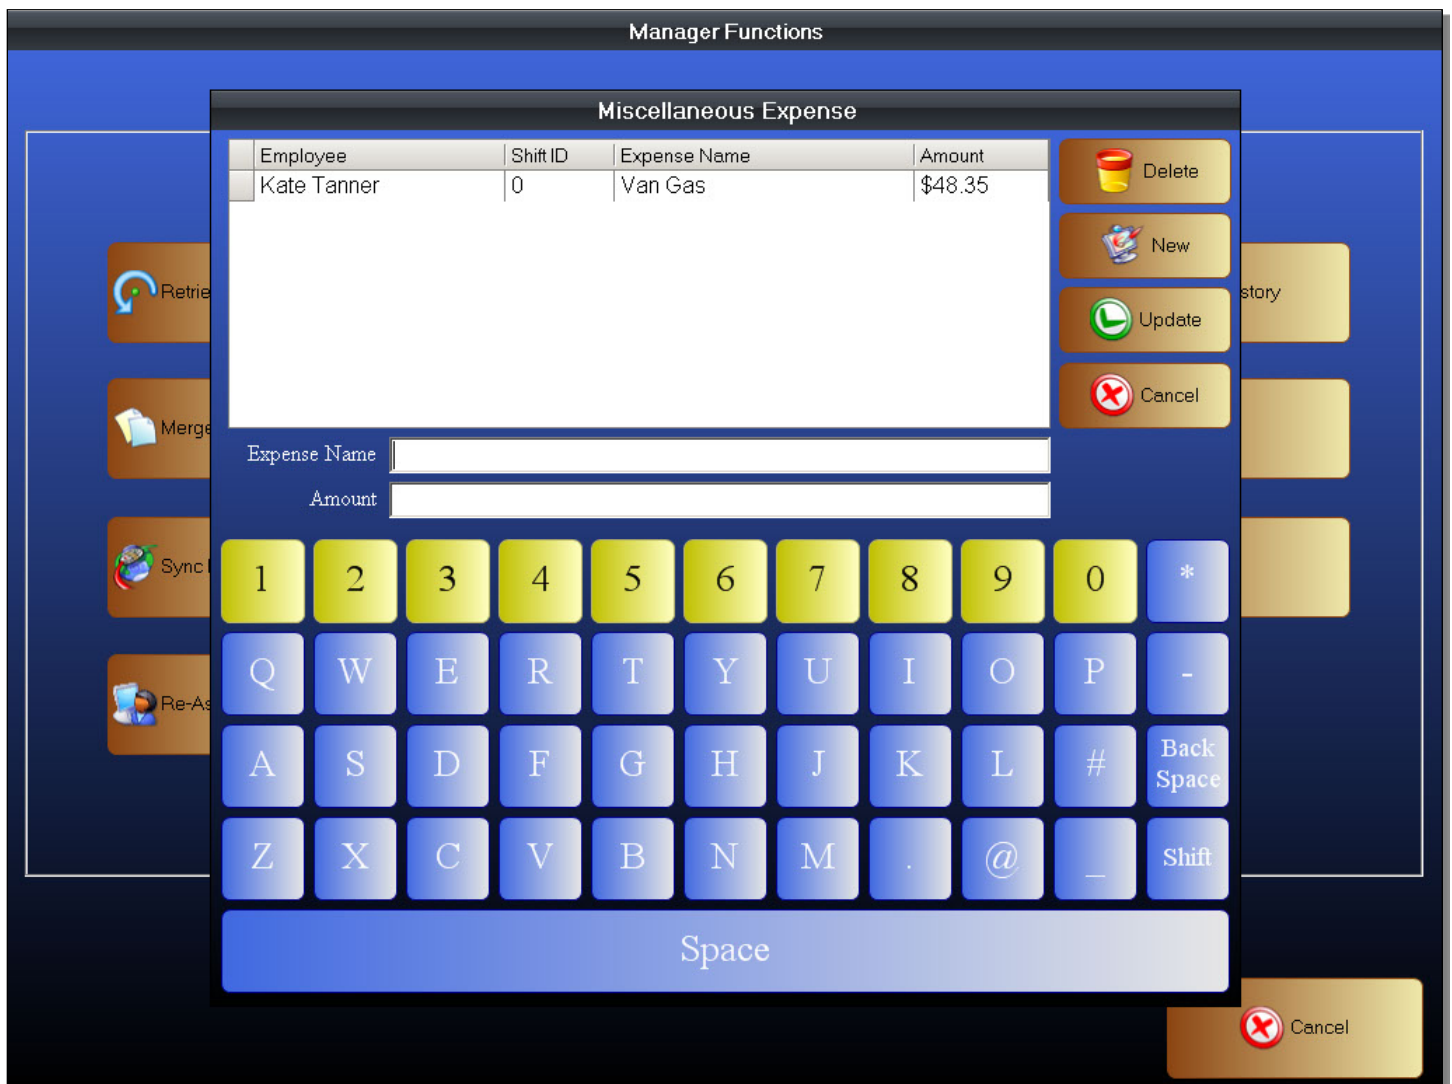 Manager Functions
Miscellaneous Expense
Employee Shift ID Expense Name Amount
Kate Tanner 0 Van Gas $48.35
Delete
New
Update
Cancel
Retrie
story
Merge
Expense Name
Amount
Sync
Re-As
1 2 3 4 5 6 7 8 9 0 *
Q W E R T Y U I O P -
A S D F G H J K L # Back Space
Z X C V B N M . @ _ Shift
Space
Cancel